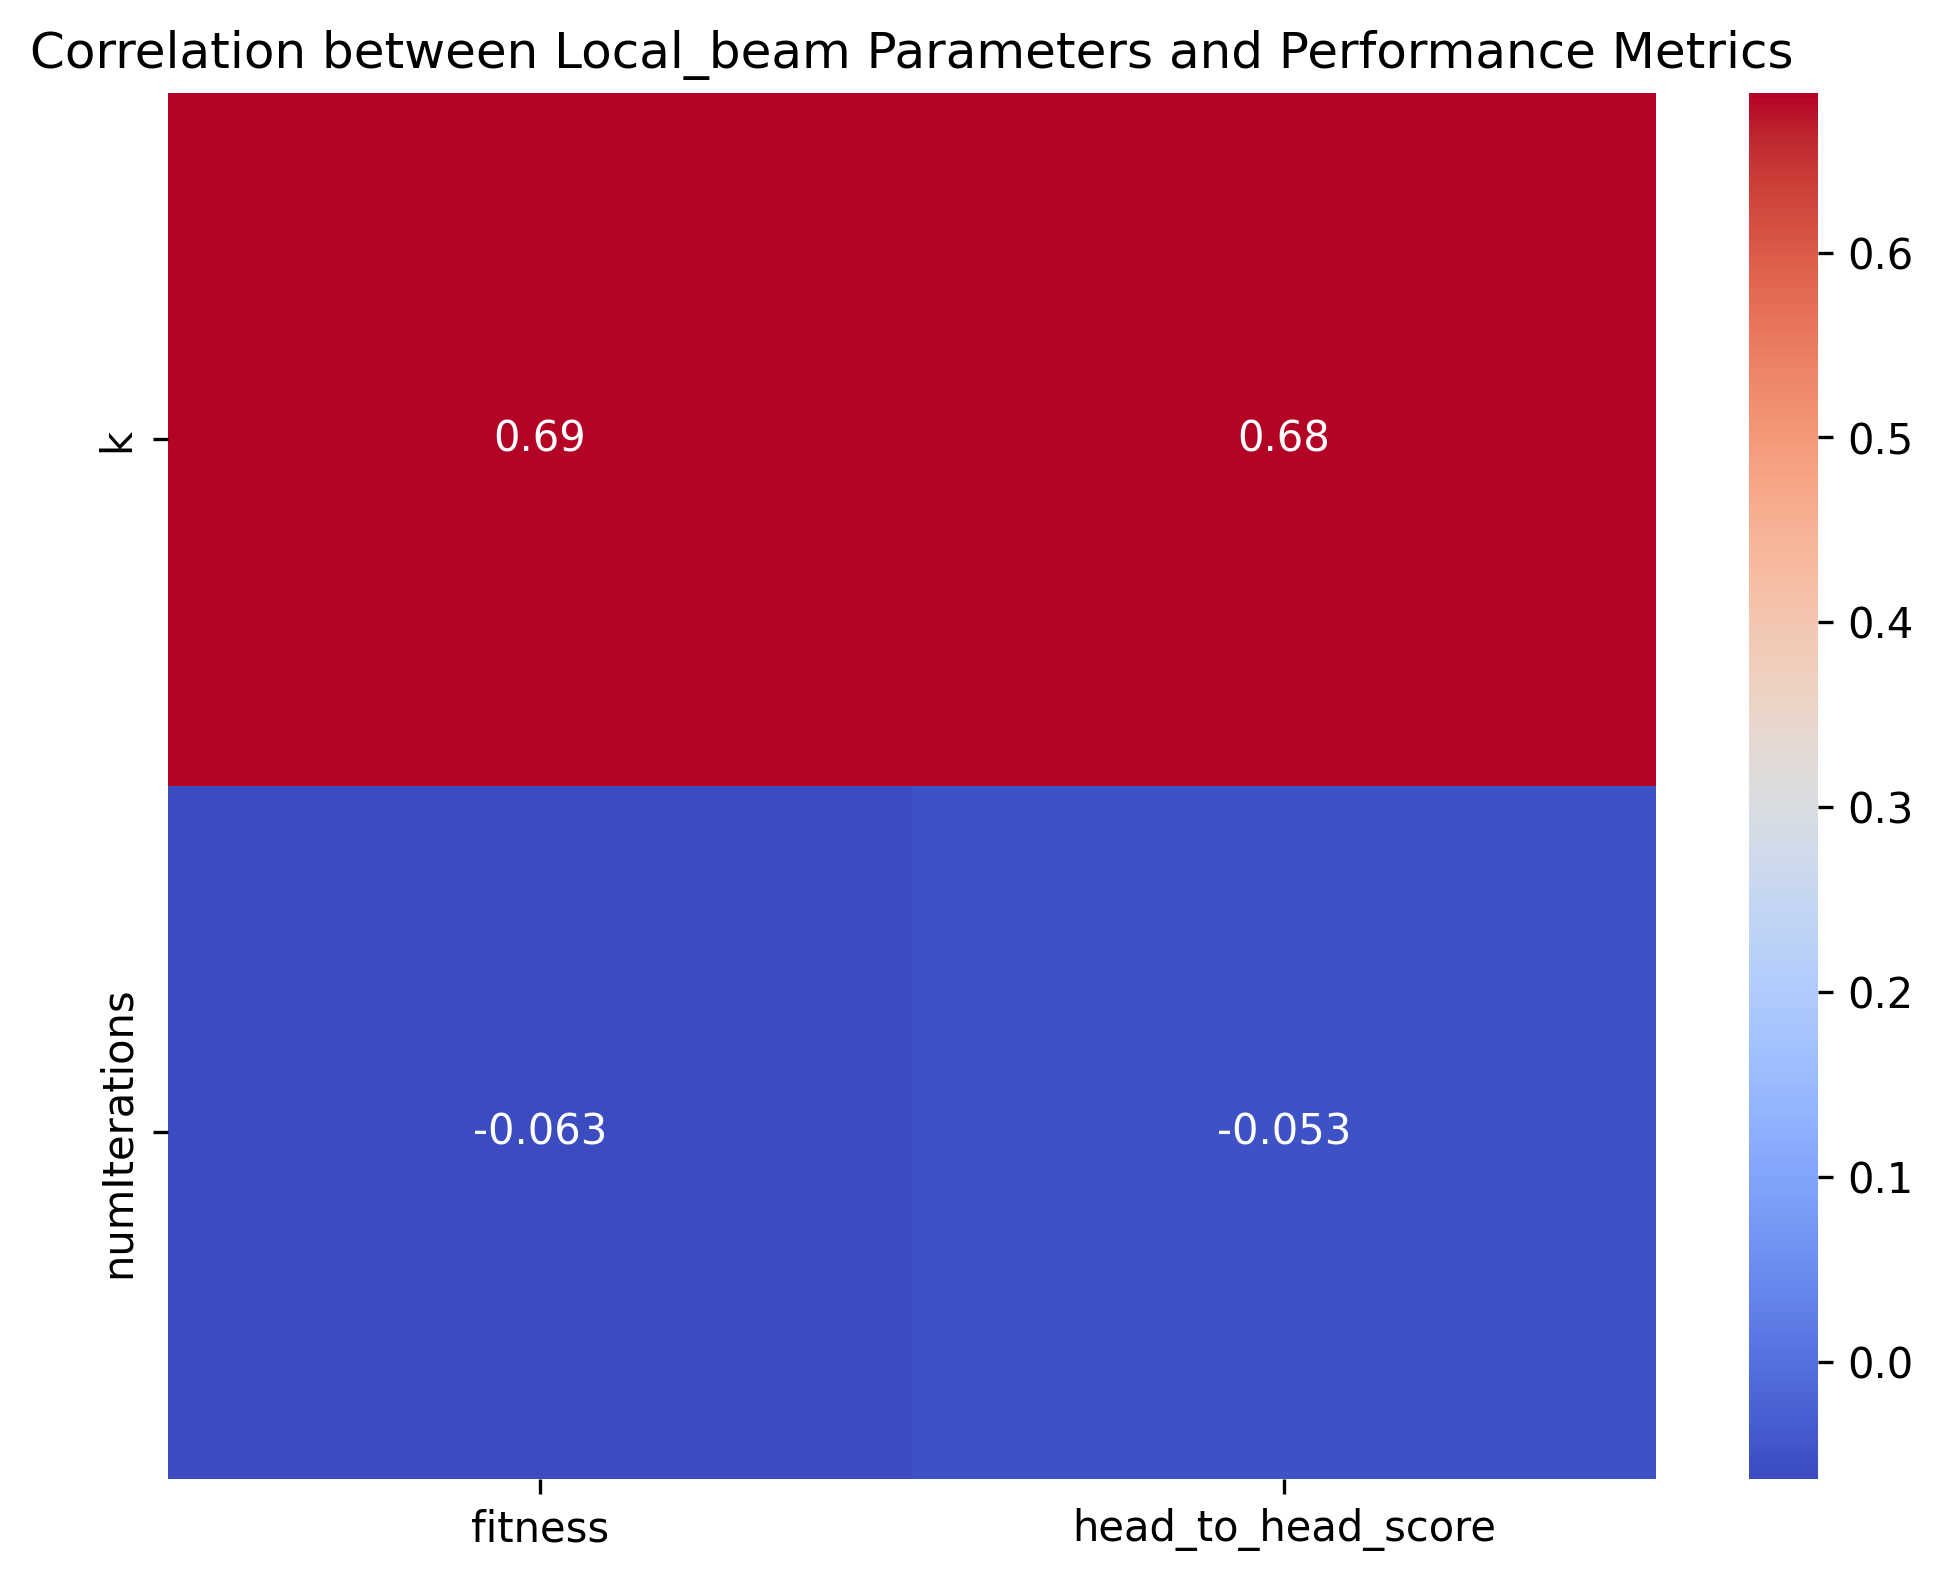 Correlation between Local_beam Parameters and Performance Metrics
k
0.69
0.68
numIterations
-0.063
-0.053
fitness
head_to_head_score
0.6
0.5
0.4
0.3
0.2
0.1
0.0